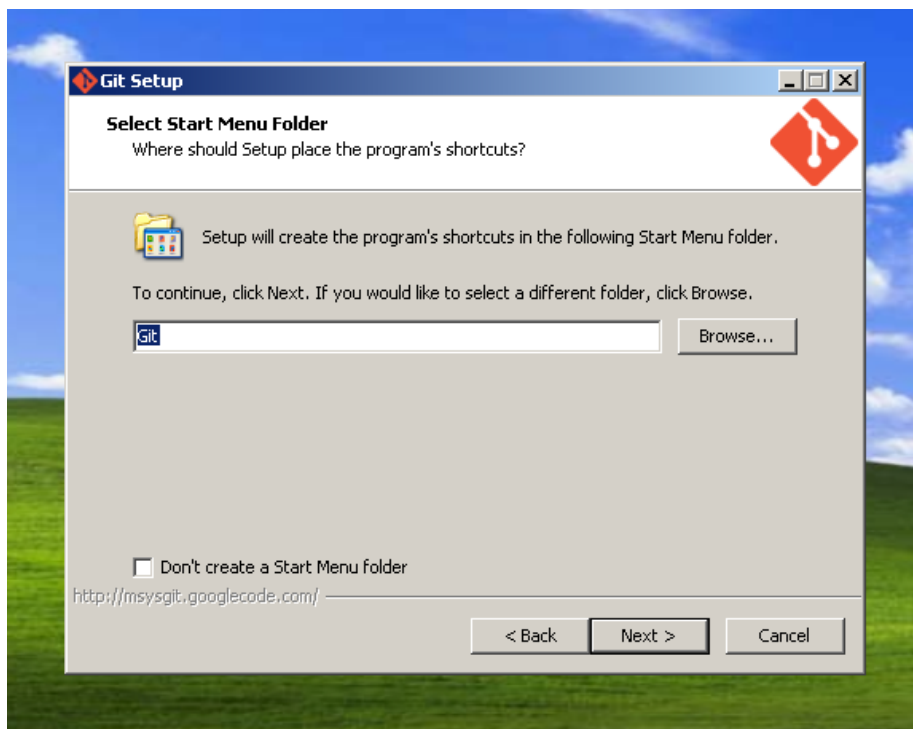 Git Setup
Select Start Menu Folder
Where should Setup place the program's shortcuts?
Setup will create the program's shortcuts in the following Start Menu folder.
To continue, click Next. If you would like to select a different folder, click Browse.
Git
Browse...
Don't create a Start Menu folder
http://msysgit.googlecode.com/
< Back
Next >
Cancel